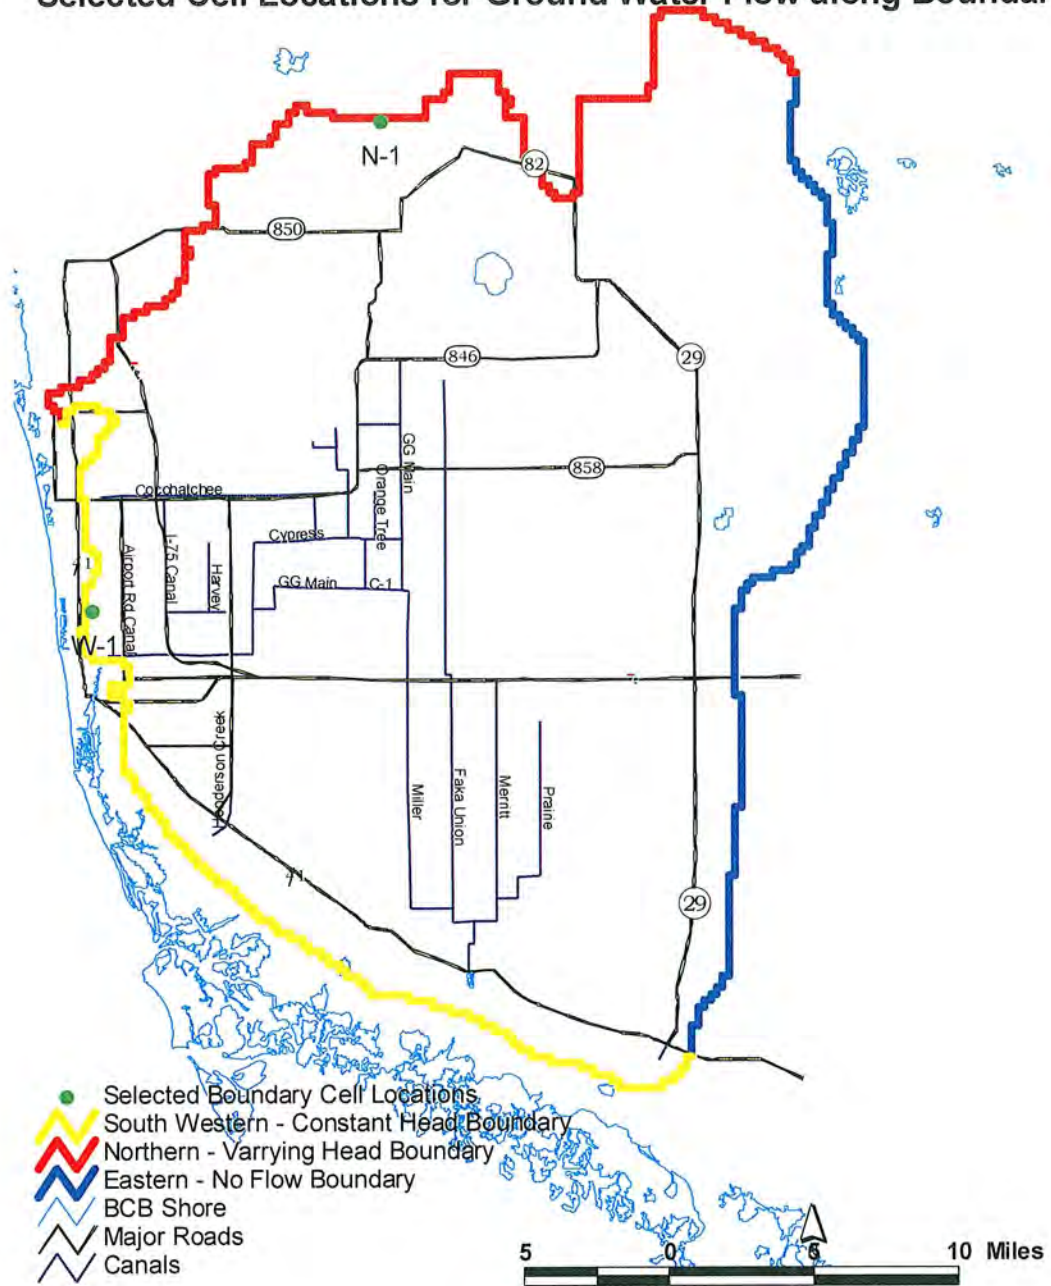 Selected Cell Locations for Ground Water Flow along
N-1
82
850
846
29
858
GG Main
Orange Tree
Cocohatchee
Cypress
I-75 Canal
Airport Rd Canal
Harvey
GG Main
C-1
W-1
Henderson Creek
Miller
Faka Union
Merritt
Prairie
29
Selected Boundary Cell Locations
South Western - Constant Head Boundary
Northern - Varrying Head Boundary
Eastern - No Flow Boundary
BCB Shore
Major Roads
Canals
5 0 5 10 Miles